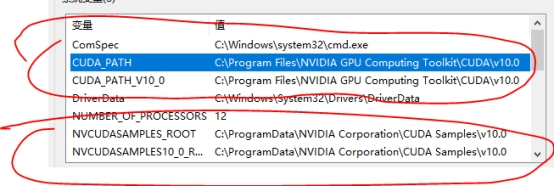 变量 值
ComSpec C:\Windows\system32\cmd.exe
CUDA_PATH C:\Program Files\NVIDIA GPU Computing Toolkit\CUDA\v10.0
CUDA_PATH_V10_0 C:\Program Files\NVIDIA GPU Computing Toolkit\CUDA\v10.0
DriverData C:\Windows\System32\Drivers\DriverData
NUMBER_OF_PROCESSORS 12
NVCUDASAMPLES_ROOT C:\ProgramData\NVIDIA Corporation\CUDA Samples\v10.0
NVCUDASAMPLES10_0_R... C:\ProgramData\NVIDIA Corporation\CUDA Samples\v10.0